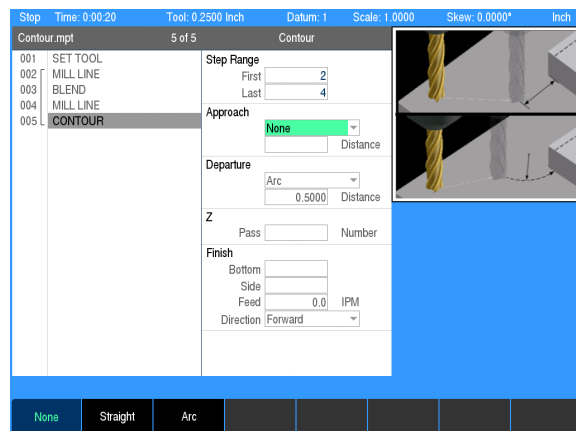 Stop Time: 0:00:20 Tool: 0.2500 Inch Datum: 1 Scale: 1.0000 Skew: 0.0000° Inch
Contour.mpt 5 of 5 Contour
001 SET TOOL
002 MILL LINE
003 BLEND
004 MILL LINE
005 CONTOUR
Step Range
First 2
Last 4
Approach
None
Distance
Departure
Arc
0.5000 Distance
Z
Pass Number
Finish
Bottom
Side
Feed 0.0 IPM
Direction Forward
None Straight Arc